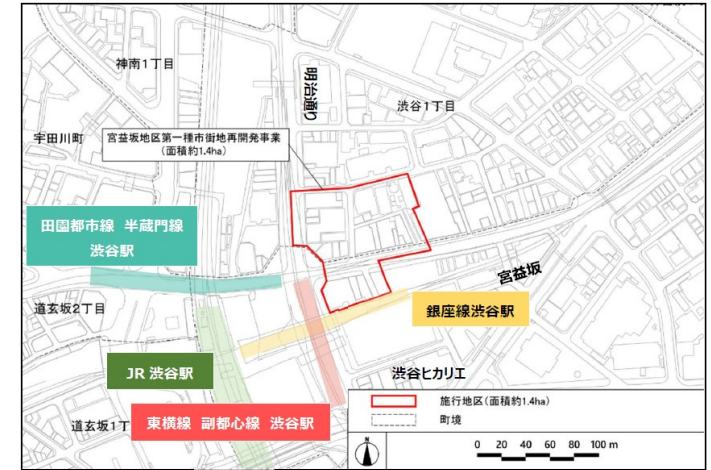 神南1丁目
明治通り
渋谷1丁目
宇田川町
宮益坂地区第一種市街地再開発事業
(面積約1.4ha)
田園都市線 半蔵門線
渋谷駅
宮益坂
道玄坂2丁目
銀座線渋谷駅
JR 渋谷駅
渋谷ヒカリエ
道玄坂1丁
東横線 副都心線 渋谷駅
施行地区(面積約1.4ha)
町境
N
0 20 40 60 80 100 m